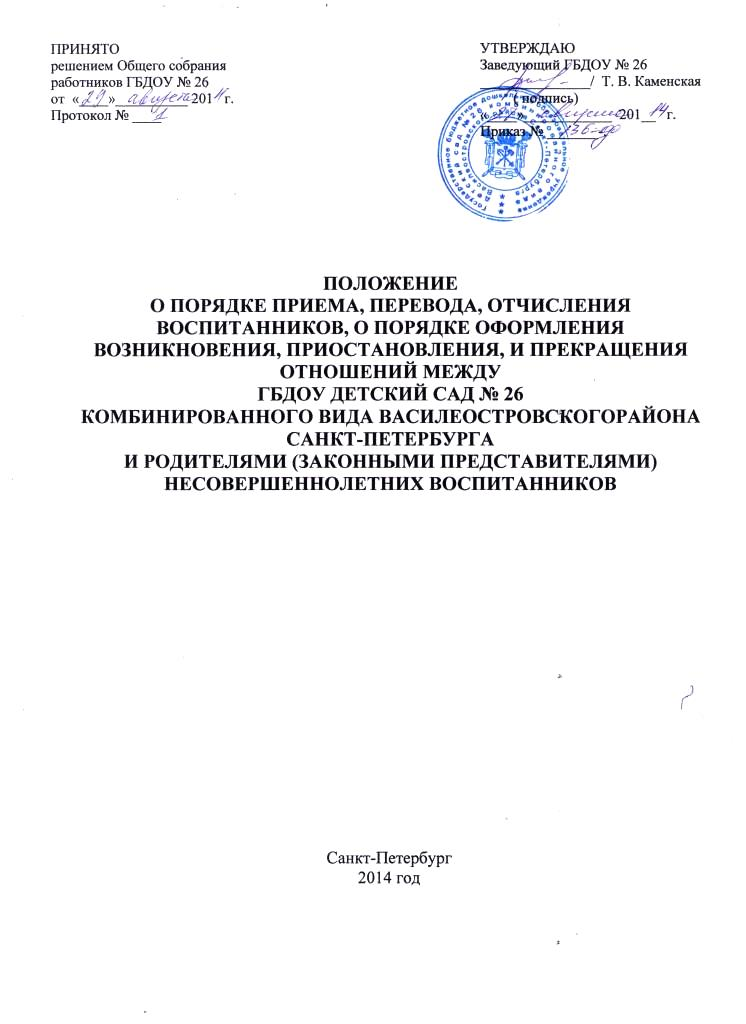 ПРИНЯТО
решением Общего собрания
работников ГБДОУ № 26
от «29» августа 2014 г.
Протокол № 1
УТВЕРЖДАЮ
Заведующий ГБДОУ № 26
/ Т. В. Каменская
( подпись)
« » августа 2014 г.
Приказ №
ПОЛОЖЕНИЕ
О ПОРЯДКЕ ПРИЕМА, ПЕРЕВОДА, ОТЧИСЛЕНИЯ
ВОСПИТАННИКОВ, О ПОРЯДКЕ ОФОРМЛЕНИЯ
ВОЗНИКНОВЕНИЯ, ПРИОСТАНОВЛЕНИЯ, И ПРЕКРАЩЕНИЯ
ОТНОШЕНИЙ МЕЖДУ
ГБДОУ ДЕТСКИЙ САД № 26
КОМБИНИРОВАННОГО ВИДА ВАСИЛЕОСТРОВСКОГОРАЙОНА
САНКТ-ПЕТЕРБУРГА
И РОДИТЕЛЯМИ (ЗАКОННЫМИ ПРЕДСТАВИТЕЛЯМИ)
НЕСОВЕРШЕННОЛЕТНИХ ВОСПИТАННИКОВ
Санкт-Петербург
2014 год